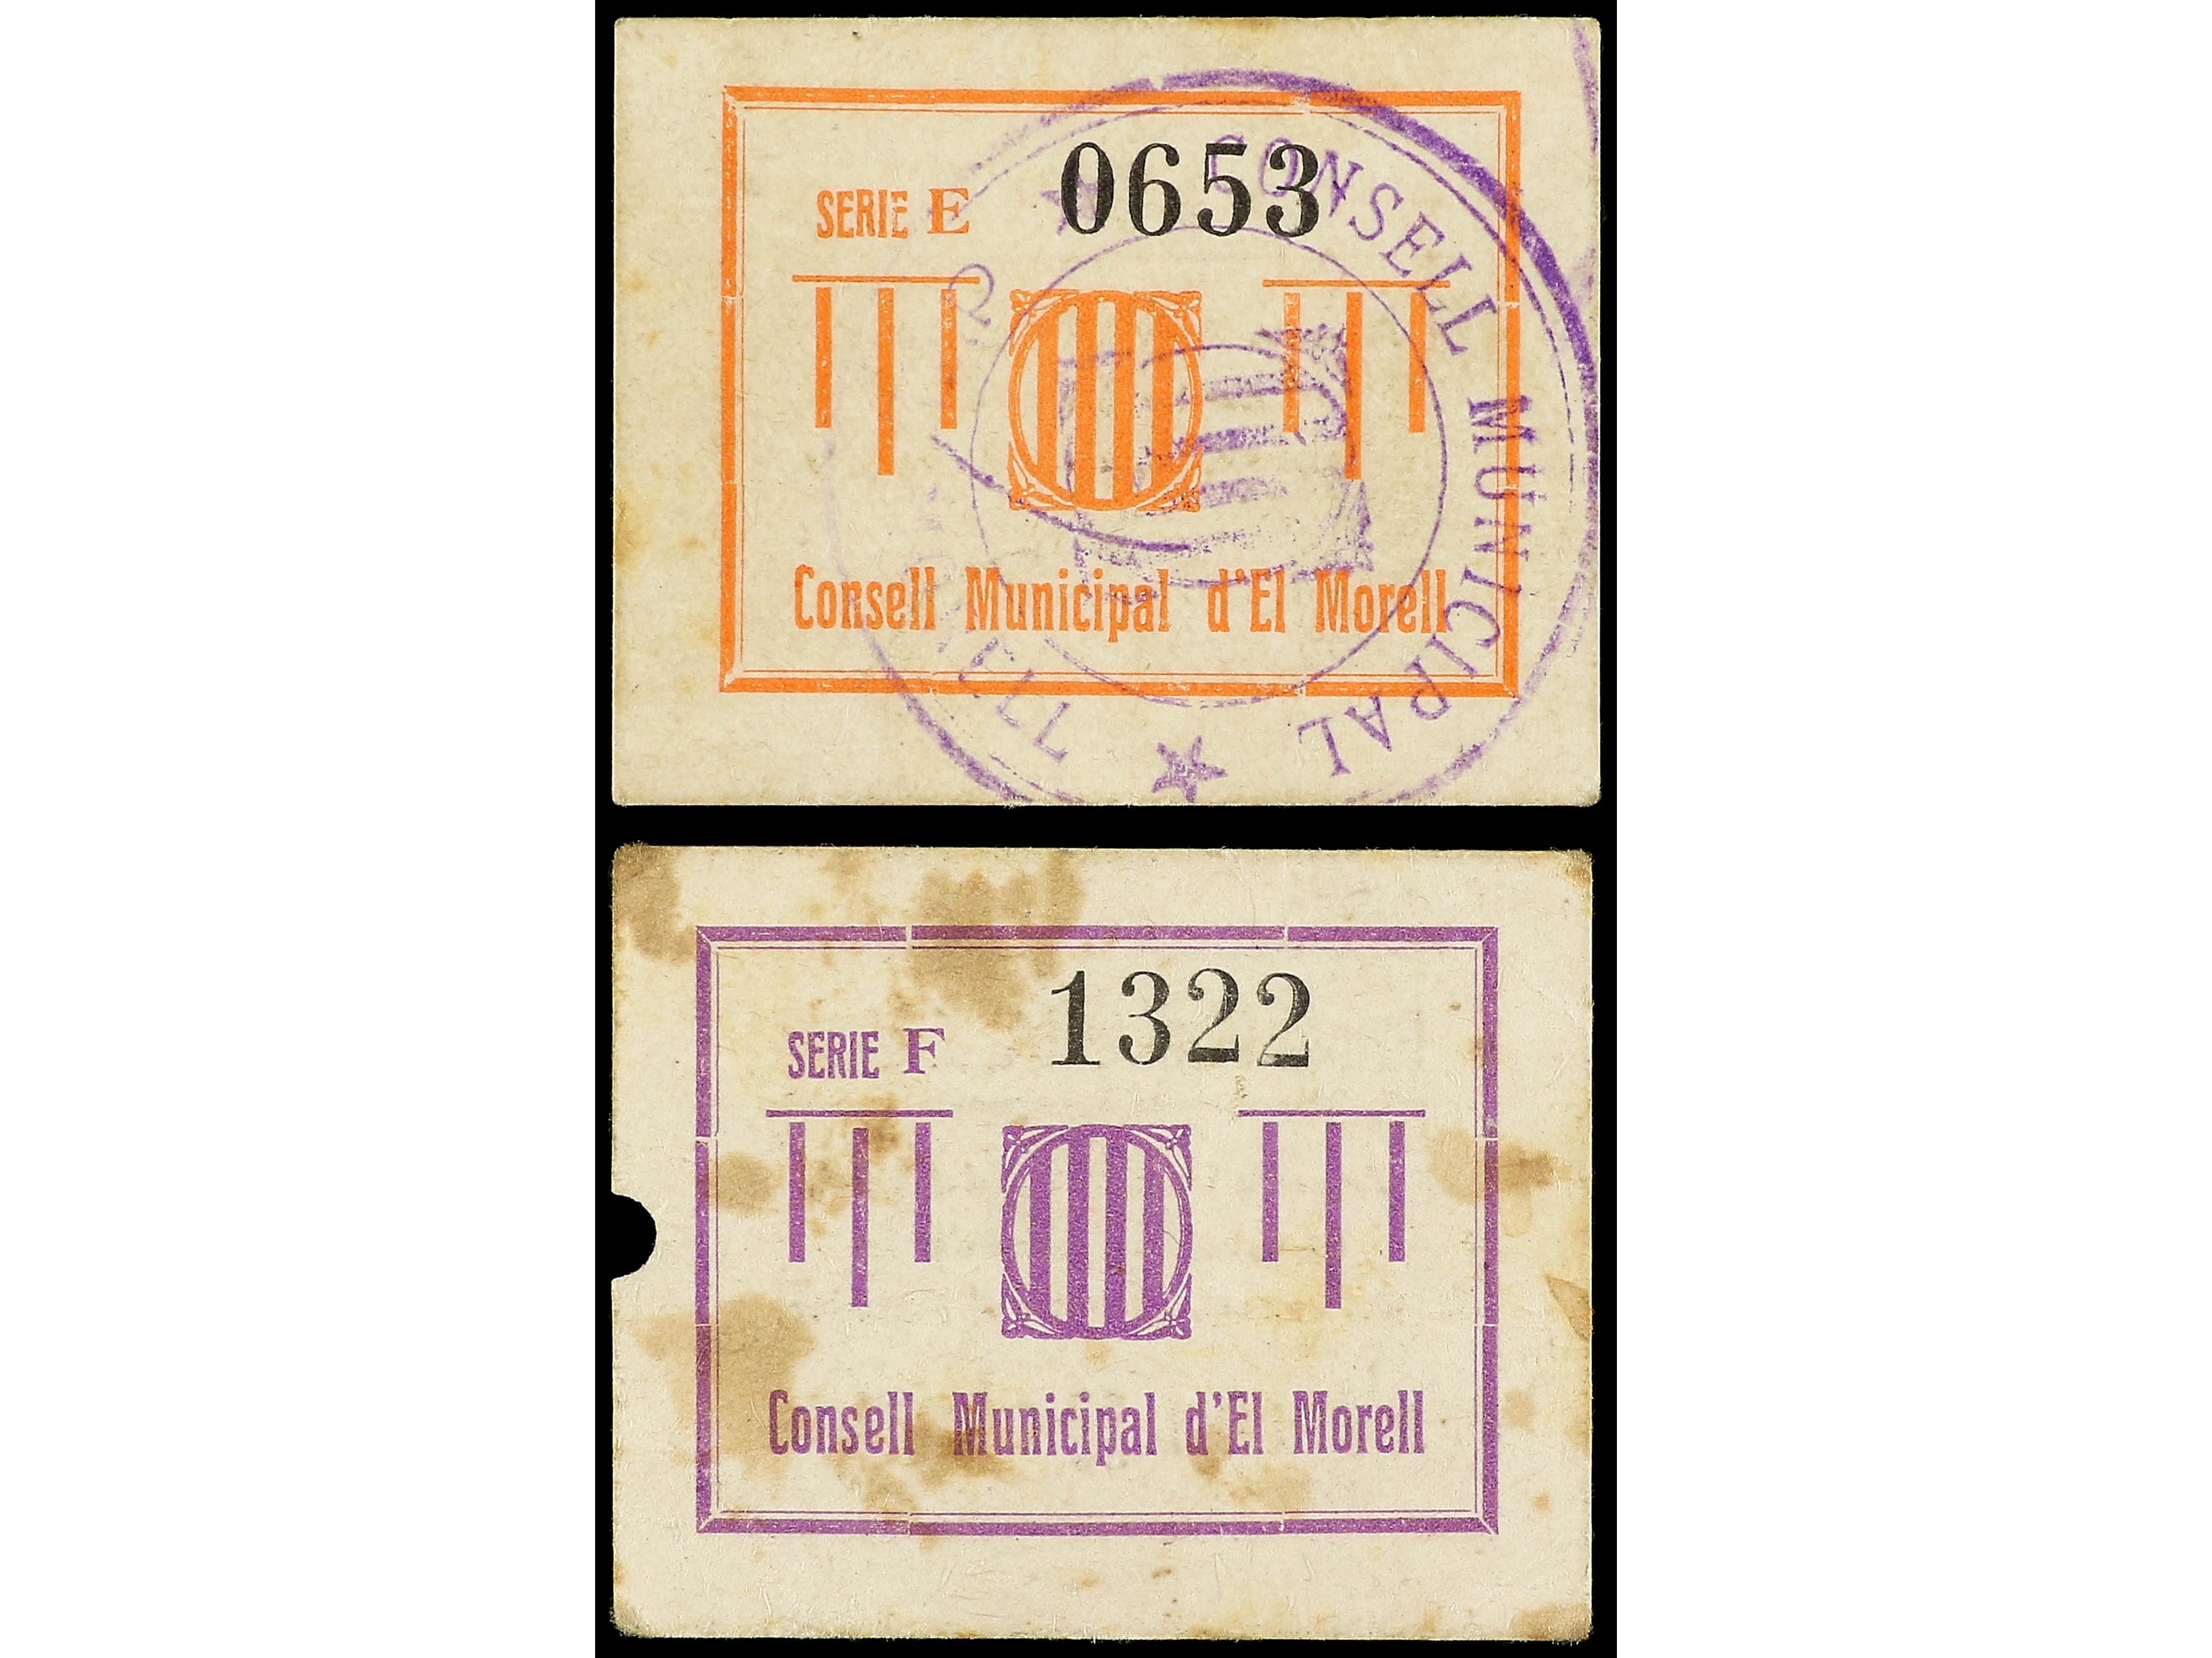 SERIE E 0653
Consell Municipal d'El Morell
CONSELL MUNICIPAL
SERIE F 1322
Consell Municipal d'El Morell